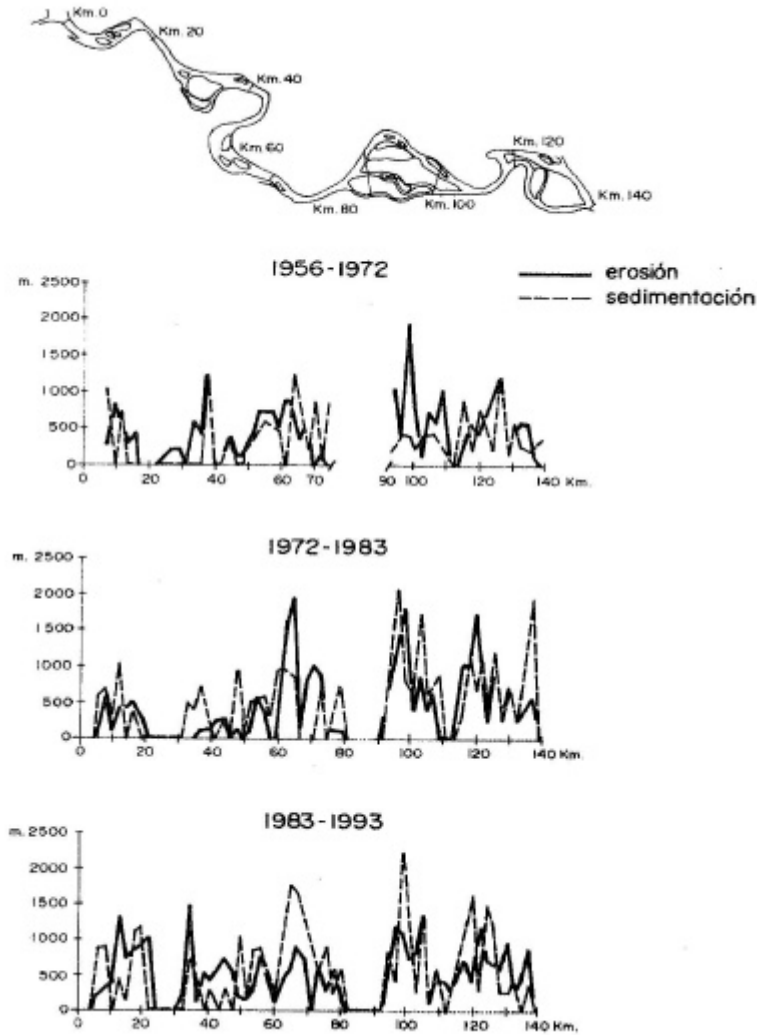 Km. 0
Km. 20
Km. 40
Km. 60
Km. 80
Km. 100
Km. 120
Km. 140
1956-1972
erosión
sedimentación
m. 2500
2000
1500
1000
500
0
0 20 40 60 70 90 100 120 140 Km.
1972-1983
m. 2500
2000
1500
1000
500
0
0 20 40 60 80 100 120 140 Km.
1983-1993
m. 2500
2000
1500
1000
500
0
0 20 40 60 80 100 120 140 Km.